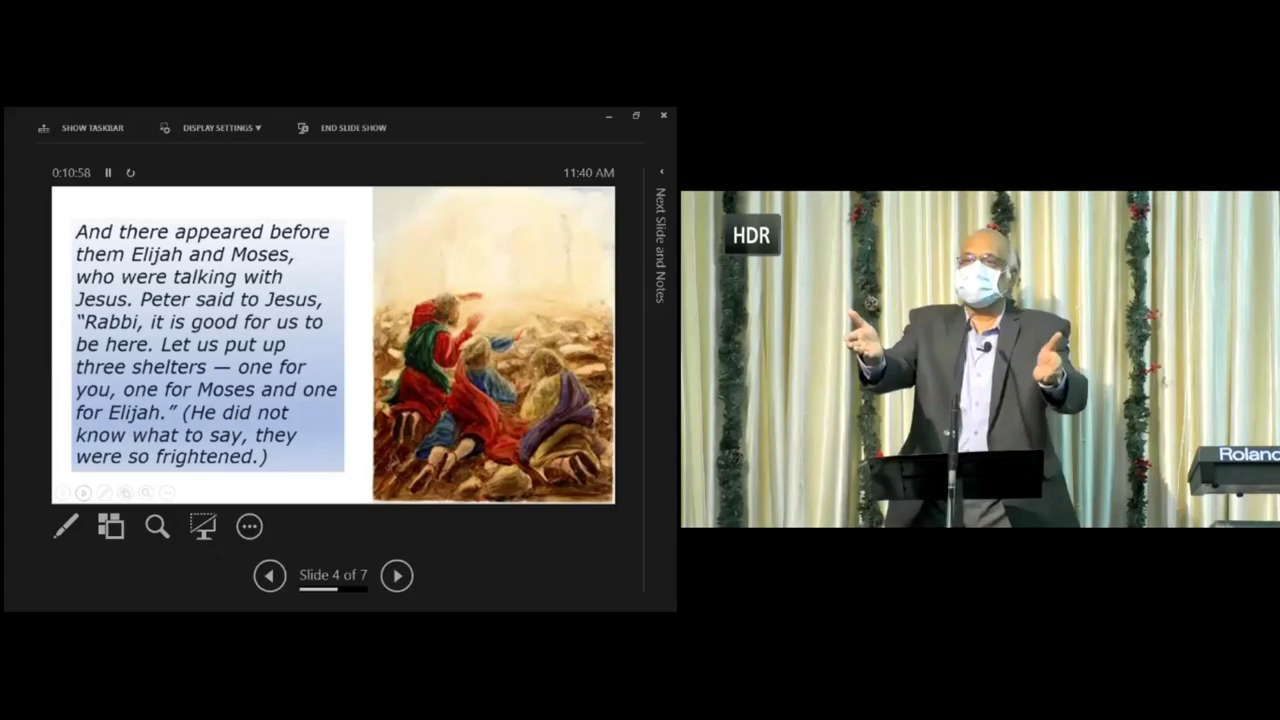 SHOW TASKBAR
DISPLAY SETTINGS ▼
END SLIDE SHOW
0:10:58
11:40 AM
And there appeared before
them Elijah and Moses,
who were talking with
Jesus. Peter said to Jesus,
“Rabbi, it is good for us to
be here. Let us put up
three shelters — one for
you, one for Moses and one
for Elijah.” (He did not
know what to say, they
were so frightened.)
Next Slide and Notes
Slide 4 of 7
HDR
Roland